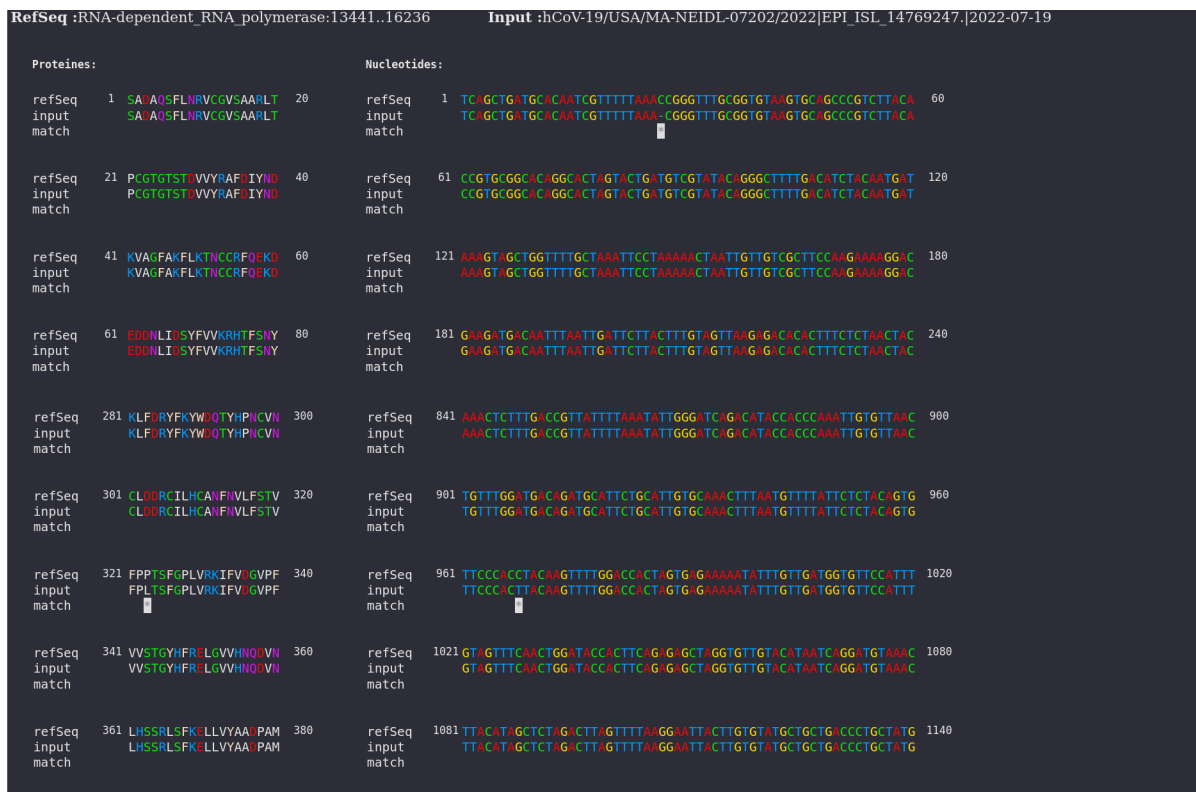 RefSeq :RNA-dependent_RNA_polymerase:13441..16236 Input :hCoV-19/USA/MA-NEIDL-07202/2022|EPI_ISL_14769247.|2022-07-19
Proteines: Nucleotides:
refSeq 1 SADAQSFLNRVCGVSAARLT 20 refSeq 1 TCAGCTGATGCACAATCGTTTTTAAACCGGGTTTGCGGTGTAAGTGCAGCCCGTCTTACA 60
input SADAQSFLNRVCGVSAARLT input TCAGCTGATGCACAATCGTTTTTAAA-CGGGTTTGCGGTGTAAGTGCAGCCCGTCTTACA
match match *
refSeq 21 PCGTGTSTDVVYRAFDIYND 40 refSeq 61 CCGTGCGGCACAGGCACTAGTACTGATGTCGTATACAGGGCTTTTGACATCTACAATGAT 120
input PCGTGTSTDVVYRAFDIYND input CCGTGCGGCACAGGCACTAGTACTGATGTCGTATACAGGGCTTTTGACATCTACAATGAT
match match
refSeq 41 KVAGFAKFLKTNCCRFQEKD 60 refSeq 121 AAAGTAGCTGGTTTTGCTAAATTCCTAAAAACTAATTGTTGTCGCTTCCAAGAAAAGGAC 180
input KVAGFAKFLKTNCCRFQEKD input AAAGTAGCTGGTTTTGCTAAATTCCTAAAAACTAATTGTTGTCGCTTCCAAGAAAAGGAC
match match
refSeq 61 EDDNLIDSYFVVKRHTFSNY 80 refSeq 181 GAAGATGACAATTTAATTGATTCTTACTTTGTAGTTAAGAGACACACTTTCTCTAACTAC 240
input EDDNLIDSYFVVKRHTFSNY input GAAGATGACAATTTAATTGATTCTTACTTTGTAGTTAAGAGACACACTTTCTCTAACTAC
match match
refSeq 281 KLFDRYFKYWDQTYHPNCVN 300 refSeq 841 AAACTCTTTGACCGTTATTTTAAATATTGGGATCAGACATACCACCCAAATTGTGTTAAC 900
input KLFDRYFKYWDQTYHPNCVN input AAACTCTTTGACCGTTATTTTAAATATTGGGATCAGACATACCACCCAAATTGTGTTAAC
match match
refSeq 301 CLDDRCILHCANFNVLFSTV 320 refSeq 901 TGTTTGGATGACAGATGCATTCTGCATTGTGCAAACTTTAATGTTTTATTCTCTACAGTG 960
input CLDDRCILHCANFNVLFSTV input TGTTTGGATGACAGATGCATTCTGCATTGTGCAAACTTTAATGTTTTATTCTCTACAGTG
match match
refSeq 321 FPPTSFGPLVRKIFVDGVPF 340 refSeq 961 TTCCCACCTACAAGTTTTGGACCACTAGTGAGAAAAATATTTGTTGATGGTGTTCCATTT 1020
input FPLTSFGPLVRKIFVDGVPF input TTCCCACTTACAAGTTTTGGACCACTAGTGAGAAAAATATTTGTTGATGGTGTTCCATTT
match * match *
refSeq 341 VVSTGYHFRELGVVHNQDVN 360 refSeq 1021 GTAGTTTCAACTGGATACCACTTCAGAGAGCTAGGTGTTGTACATAATCAGGATGTAAAC 1080
input VVSTGYHFRELGVVHNQDVN input GTAGTTTCAACTGGATACCACTTCAGAGAGCTAGGTGTTGTACATAATCAGGATGTAAAC
match match
refSeq 361 LHSSRLSFKELLVYAADPAM 380 refSeq 1081 TTACATAGCTCTAGACTTAGTTTTAAGGAATTACTTGTGTATGCTGCTGACCCTGCTATG 1140
input LHSSRLSFKELLVYAADPAM input TTACATAGCTCTAGACTTAGTTTTAAGGAATTACTTGTGTATGCTGCTGACCCTGCTATG
match match